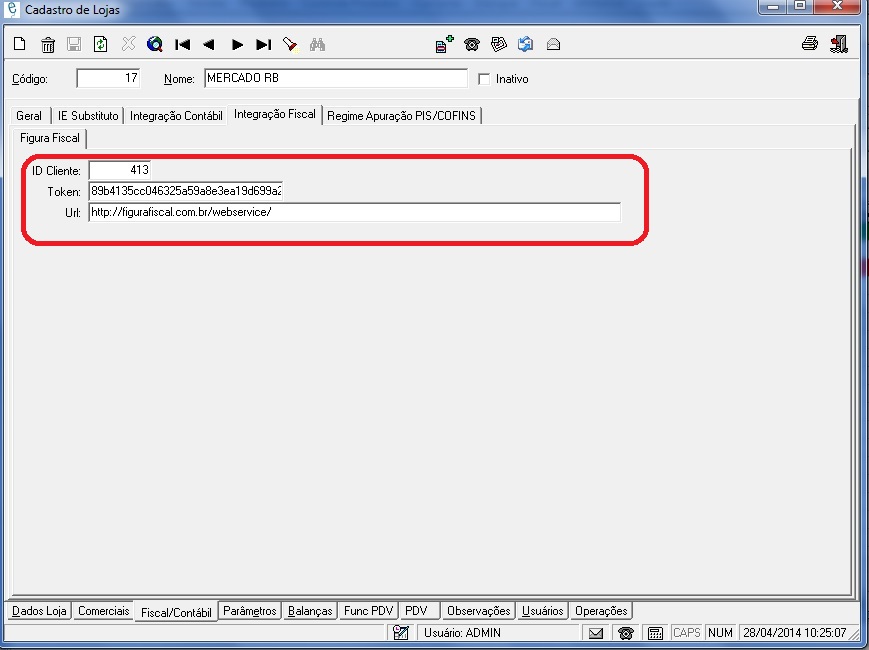 Cadastro de Lojas
Código: 17 Nome: MERCADO RB Inativo
Geral IE Substituto Integração Contábil Integração Fiscal Regime Apuração PIS/COFINS
Figura Fiscal
ID Cliente: 413
Token: 89b4135cc046325a59a8e3ea19d699a2
Url: http://figurafiscal.com.br/webservice/
Dados Loja Comerciais Fiscal/Contábil Parâmetros Balanças Func PDV PDV Observações Usuários Operações
Usuário: ADMIN CAPS NUM 28/04/2014 10:25:07